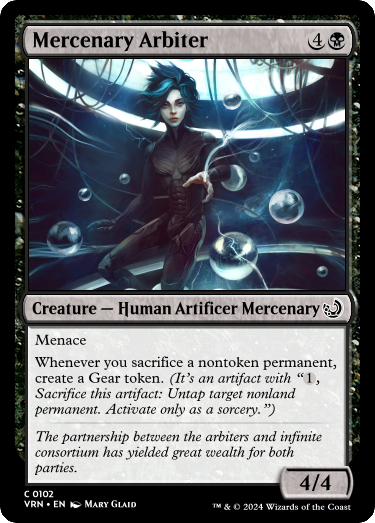 Mercenary Arbiter 4
Creature — Human Artificer Mercenary
Menace
Whenever you sacrifice a nontoken permanent,
create a Gear token. (It's an artifact with “1,
Sacrifice this artifact: Untap target nonland
permanent. Activate only as a sorcery.”)
The partnership between the arbiters and infinite
consortium has yielded great wealth for both
parties.
4/4
C 0102
VRN • EN Mary Glaid
™ & © 2024 Wizards of the Coast